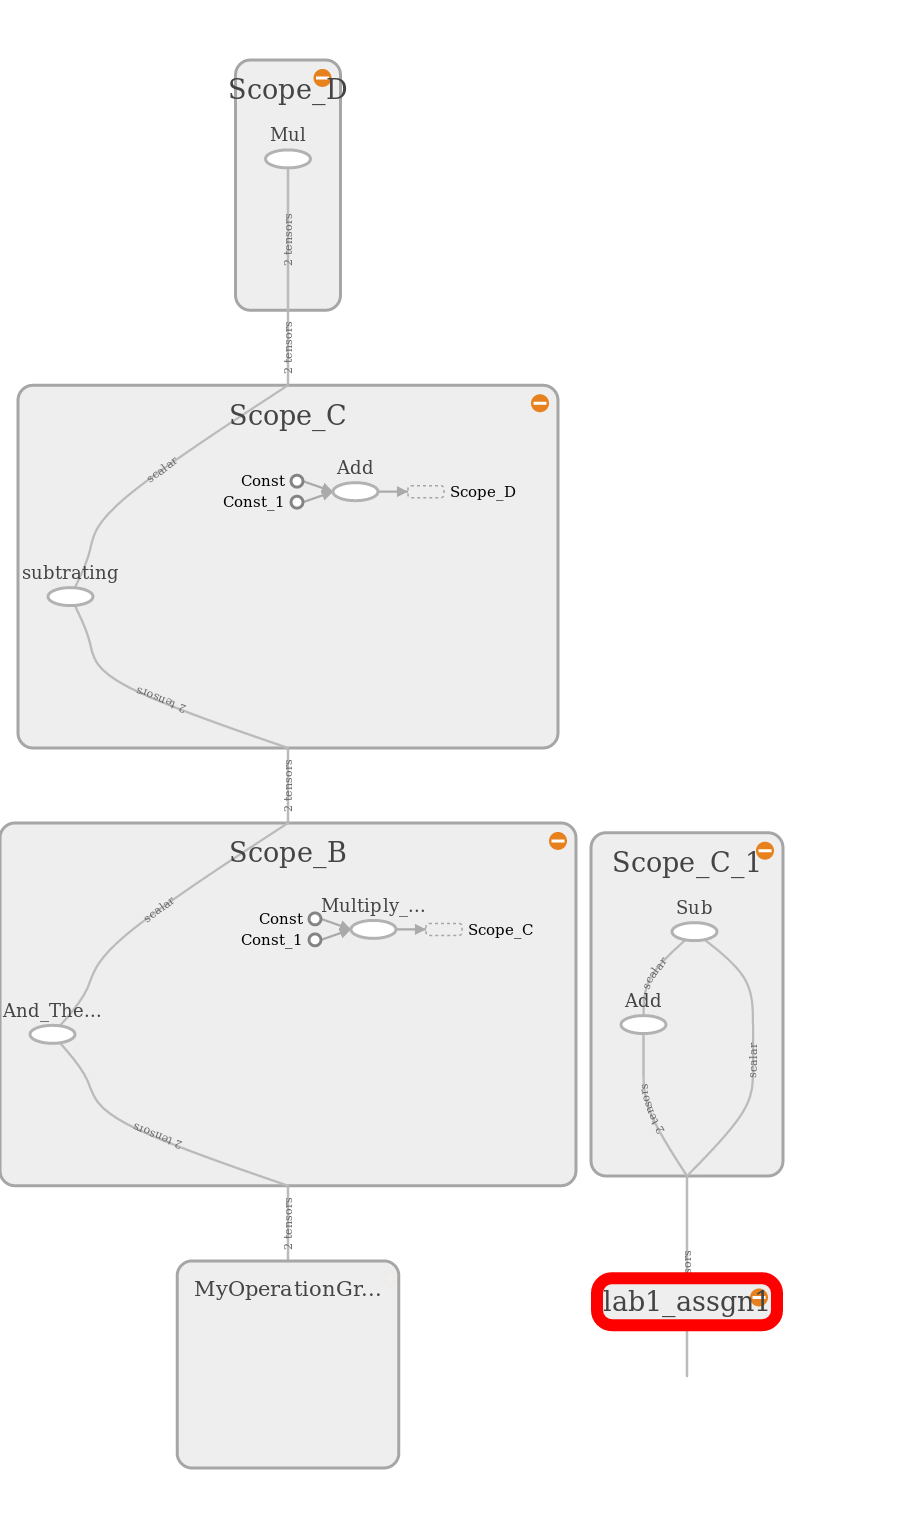 Scope_D
Mul
2 tensors
2 tensors
Scope_C
scalar
Add
Const
Const_1
Scope_D
subtrating
2 tensors
2 tensors
Scope_B
scalar
Multiply_...
Const
Const_1
Scope_C
And_The...
2 tensors
2 tensors
MyOperationGr...
Scope_C_1
Sub
scalar
Add
scalar
2 tensors
sors
lab1_assgn1